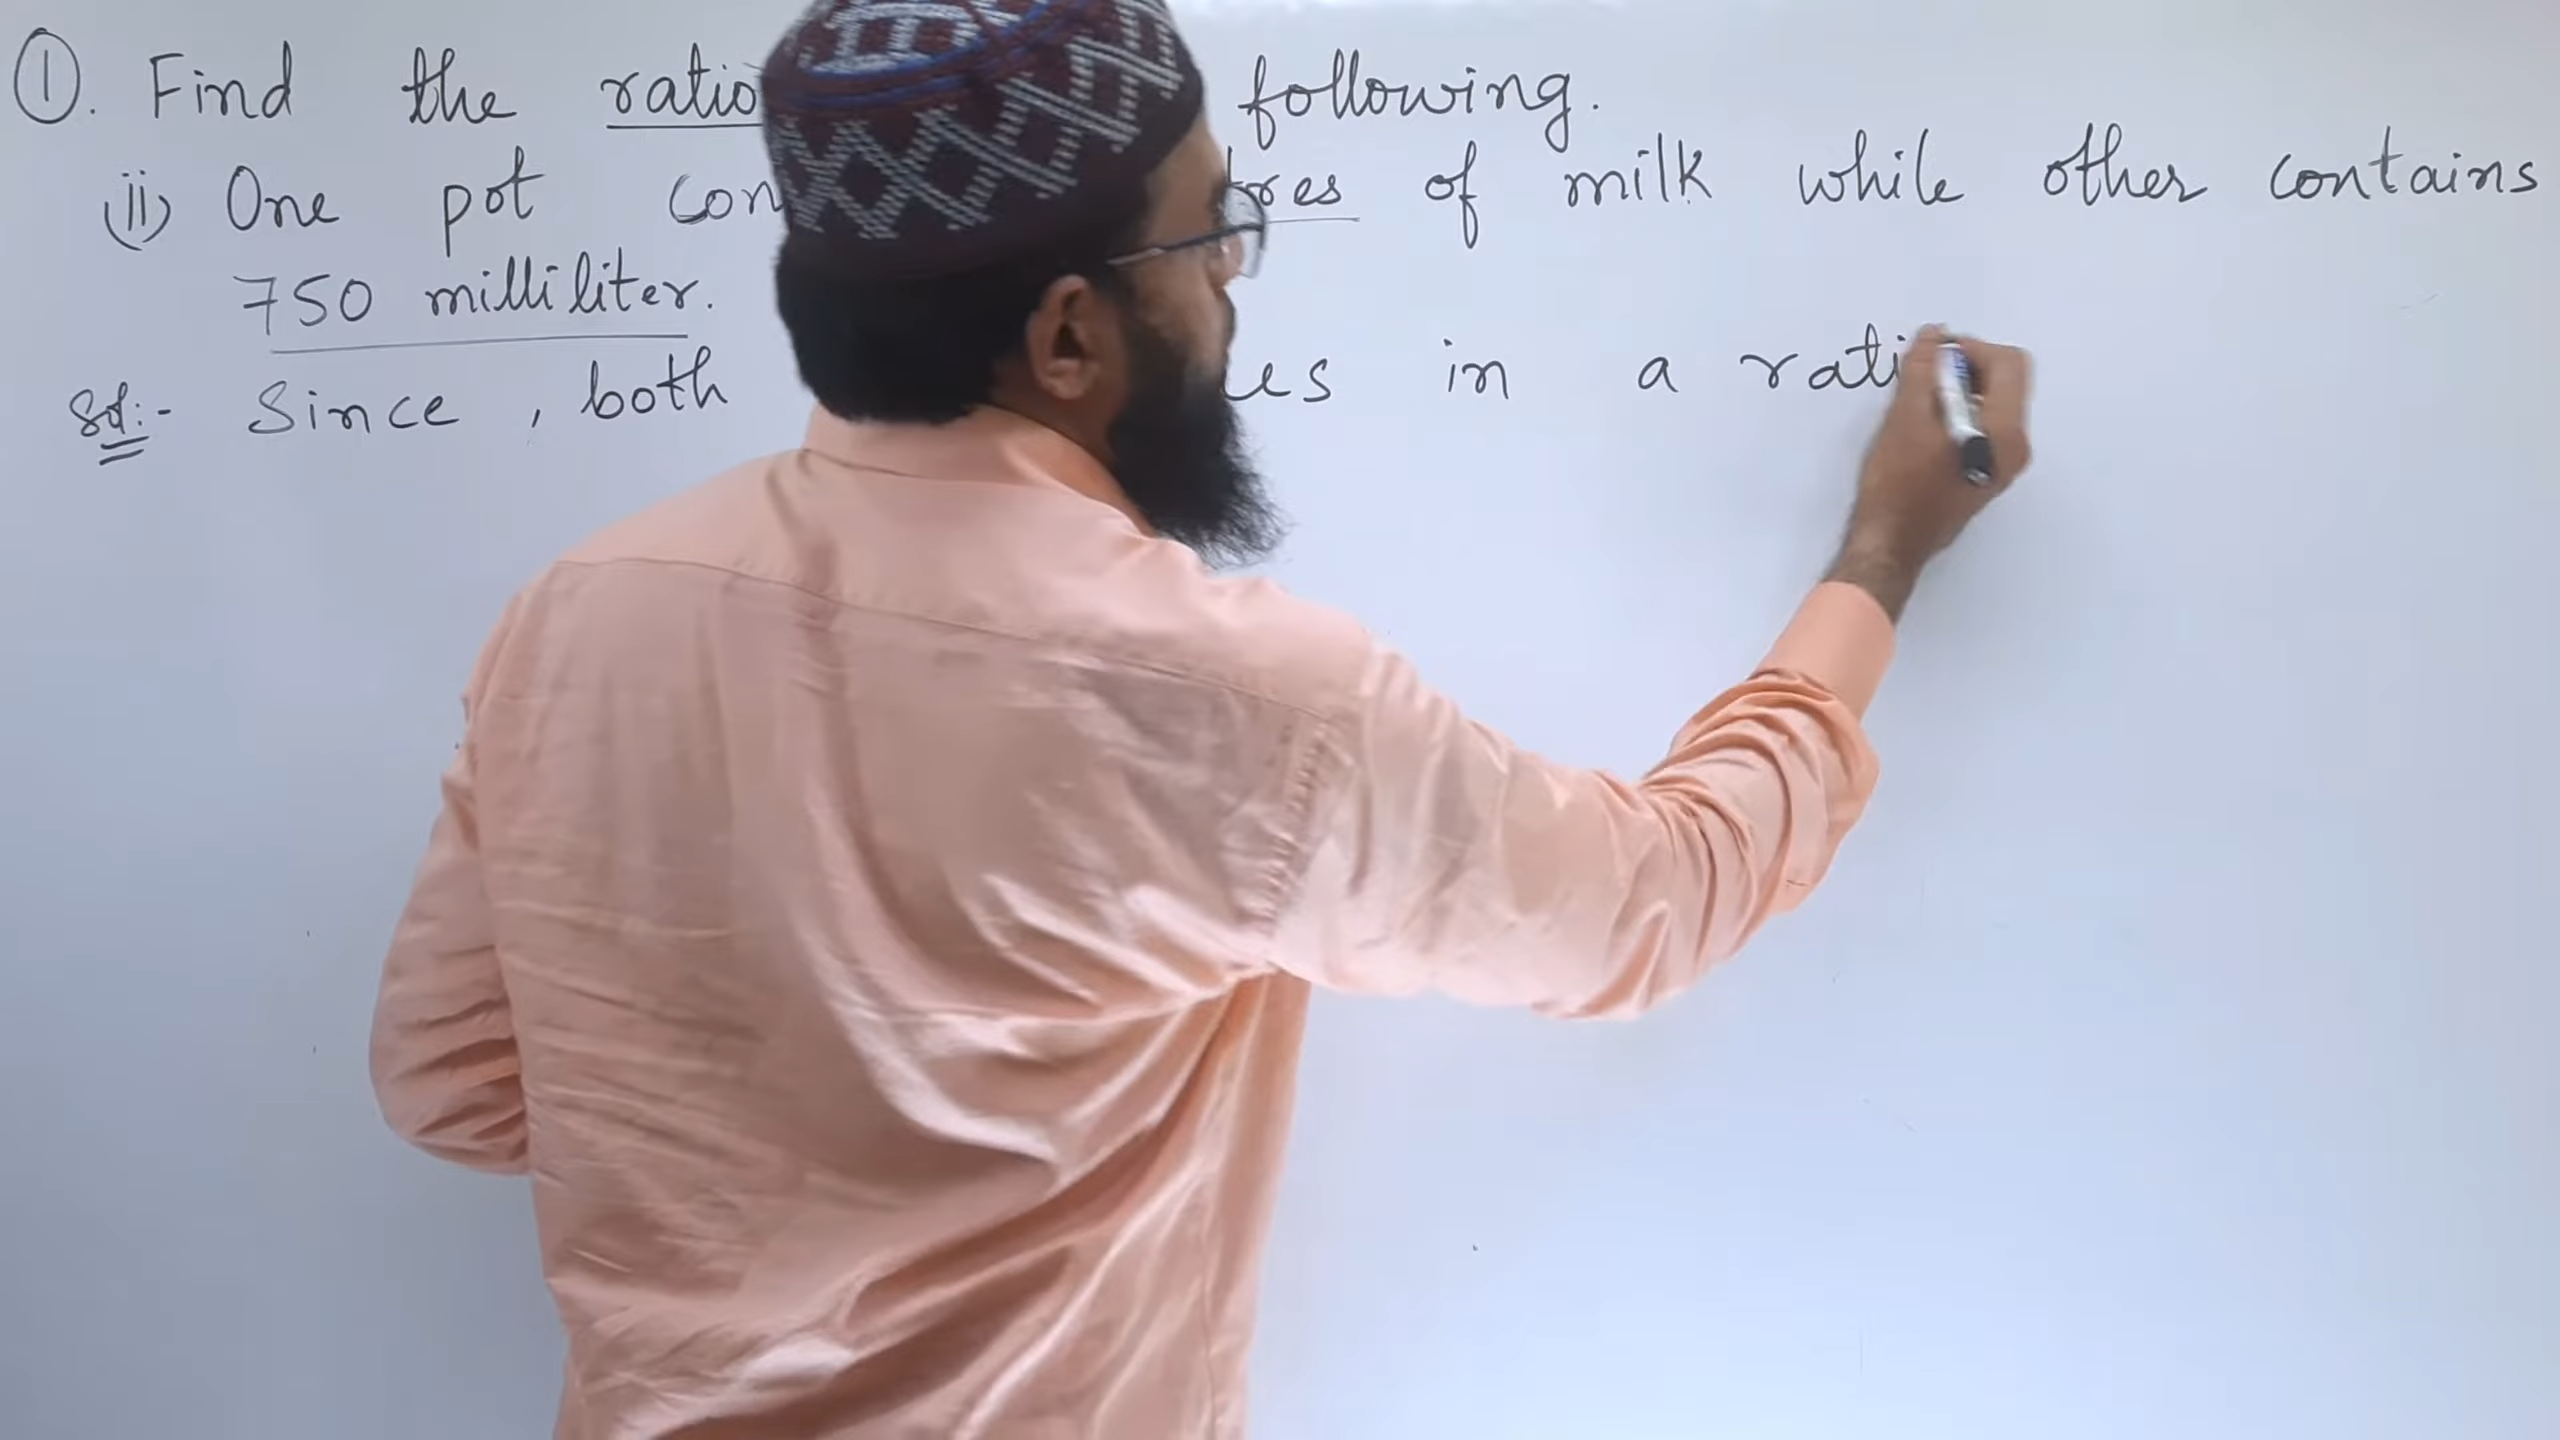 ①. Find the ratio following.
(ii) One pot con tres of milk while other contains
750 milliliter.
Sol:- Since, both ues in a rati